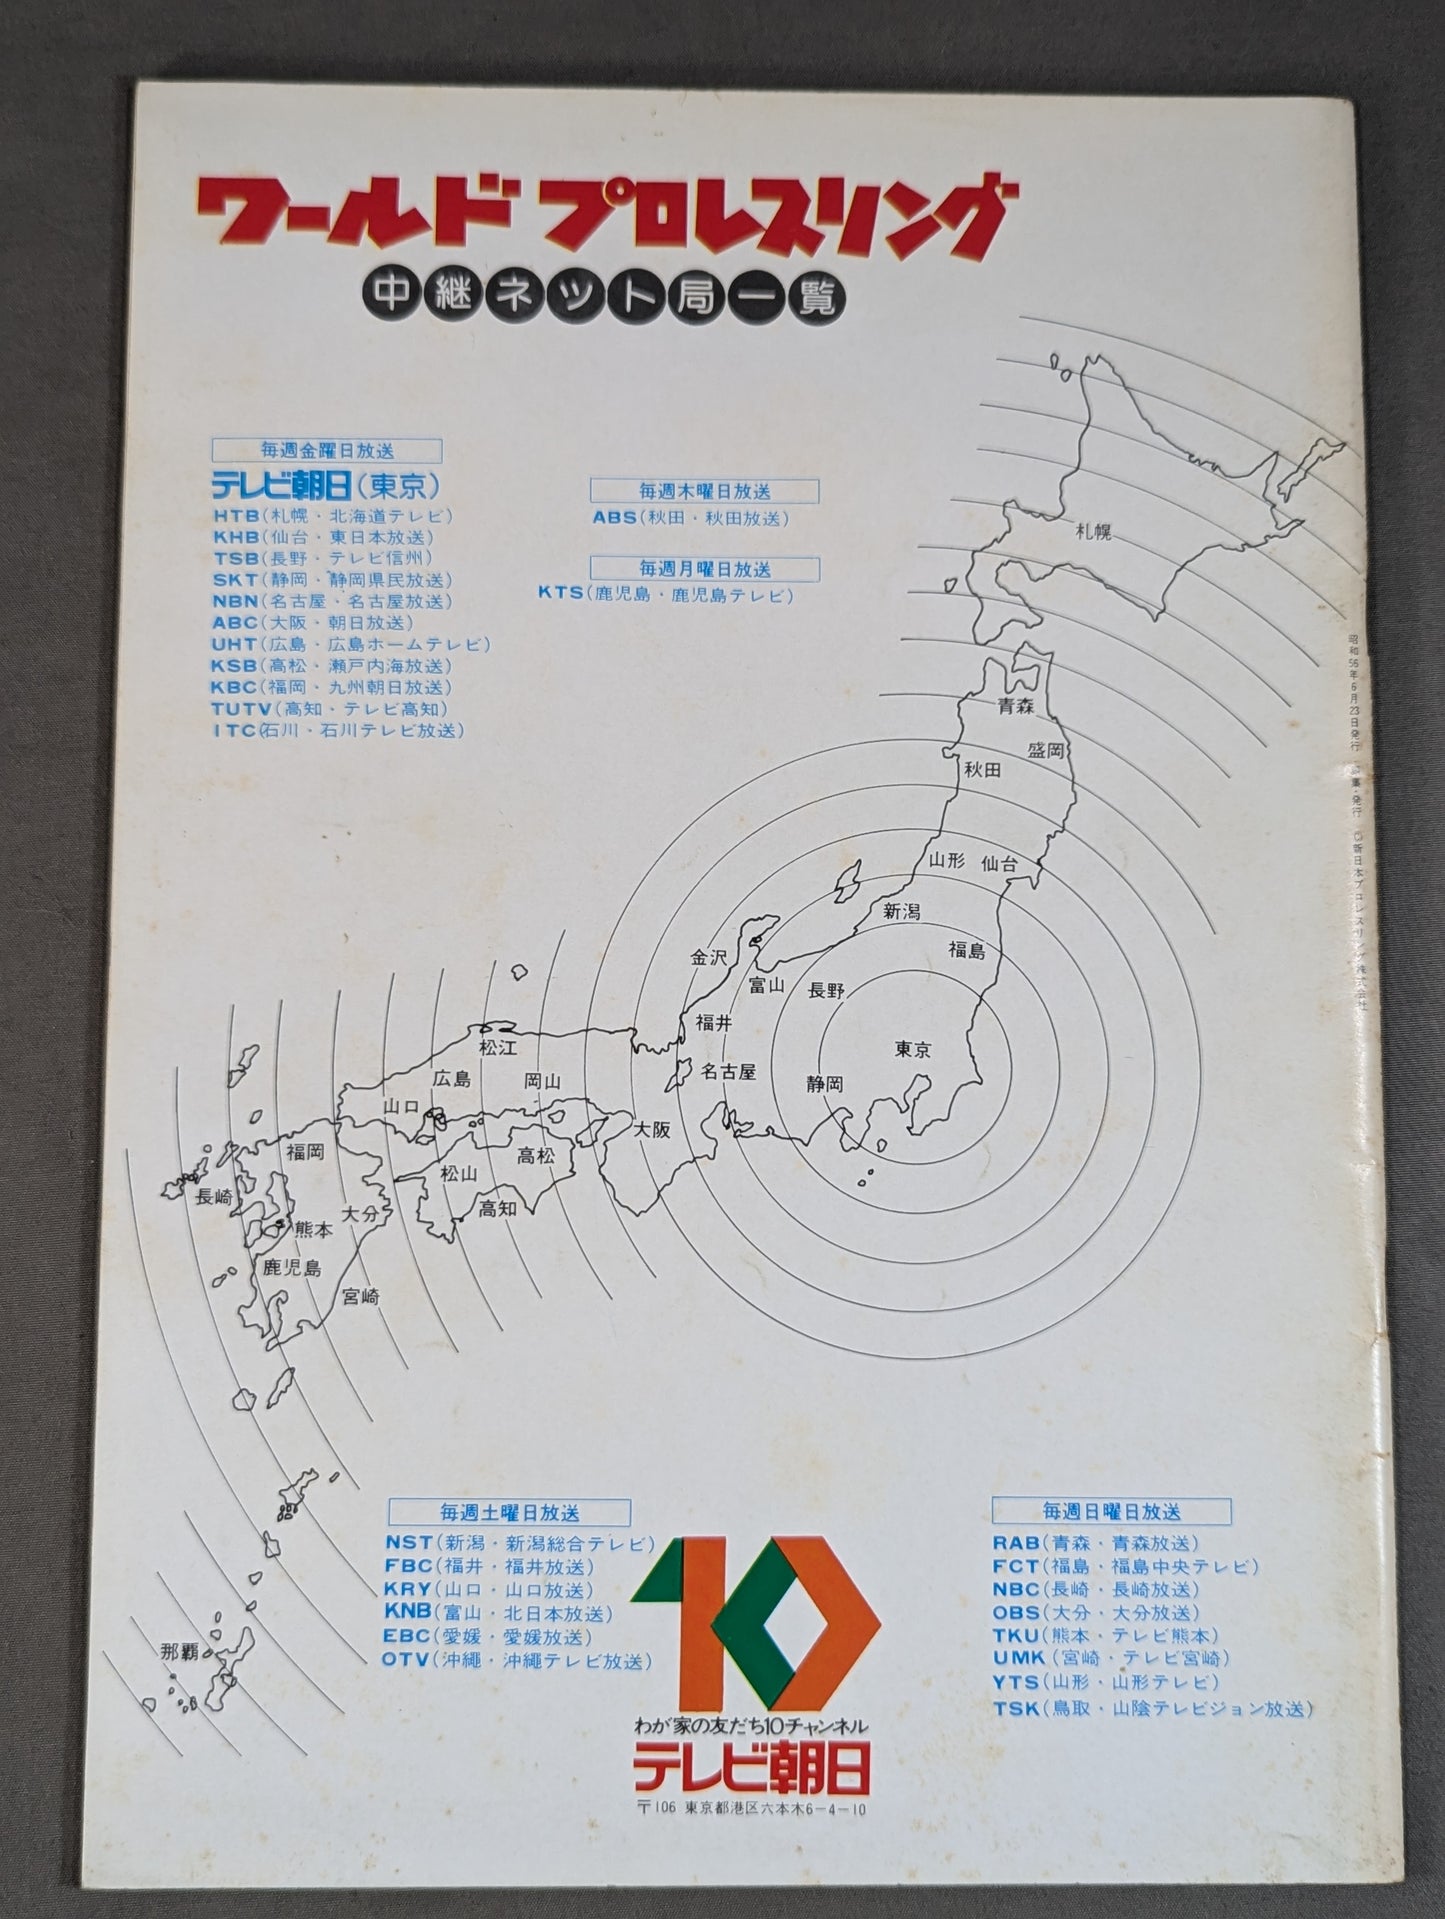 ワールドプロレスリング
中継ネット局一覧
毎週金曜日放送
テレビ朝日(東京)
HTB(札幌・北海道テレビ)
KHB(仙台・東日本放送)
TSB(長野・テレビ信州)
SKT(静岡・静岡県民放送)
NBN(名古屋・名古屋放送)
ABC(大阪・朝日放送)
UHT(広島・広島ホームテレビ)
KSB(高松・瀬戸内海放送)
KBC(福岡・九州朝日放送)
TUTV(高知・テレビ高知)
ITC(石川・石川テレビ放送)
毎週木曜日放送
ABS(秋田・秋田放送)
毎週月曜日放送
KTS(鹿児島・鹿児島テレビ)
札幌
青森
盛岡
秋田
山形 仙台
新潟
福島
金沢
富山 長野
福井
東京
名古屋
静岡
松江
広島
岡山
山口
大阪
福岡
高松
松山
長崎
高知
大分
熊本
鹿児島
宮崎
那覇
昭和56年6月23日発行 集・発行 ©新日本プロレスリング株式会社
毎週土曜日放送
NST(新潟・新潟総合テレビ)
FBC(福井・福井放送)
KRY(山口・山口放送)
KNB(富山・北日本放送)
EBC(愛媛・愛媛放送)
OTV(沖縄・沖縄テレビ放送)
10
わが家の友だち10チャンネル
テレビ朝日
〒106 東京都港区六本木6-4-10
毎週日曜日放送
RAB(青森・青森放送)
FCT(福島・福島中央テレビ)
NBC(長崎・長崎放送)
OBS(大分・大分放送)
TKU(熊本・テレビ熊本)
UMK(宮崎・テレビ宮崎)
YTS(山形・山形テレビ)
TSK(鳥取・山陰テレビジョン放送)